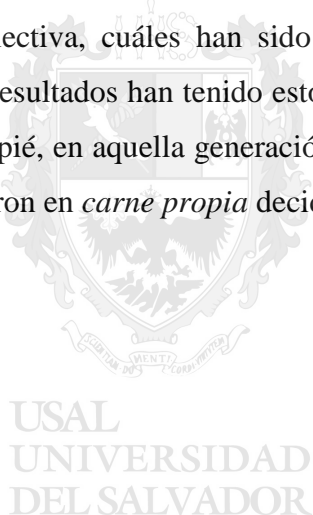 lectiva, cuáles han sido
esultados han tenido esto
pié, en aquella generació
ron en carne propia decid
USAL
UNIVERSIDAD
DEL SALVADOR